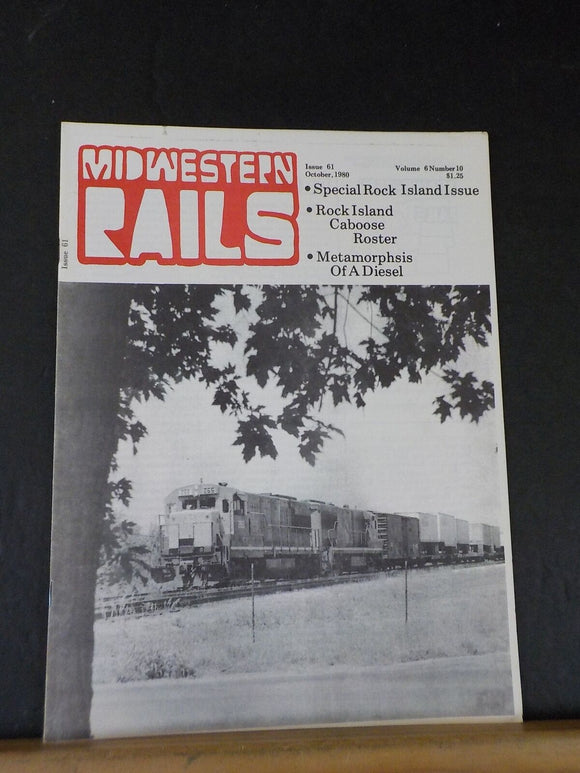 MIDWESTERN
RAILS
Issue 61
October, 1980
Volume 6 Number 10
$1.25
• Special Rock Island Issue
• Rock Island
Caboose
Roster
• Metamorphsis
Of A Diesel
Issue 61